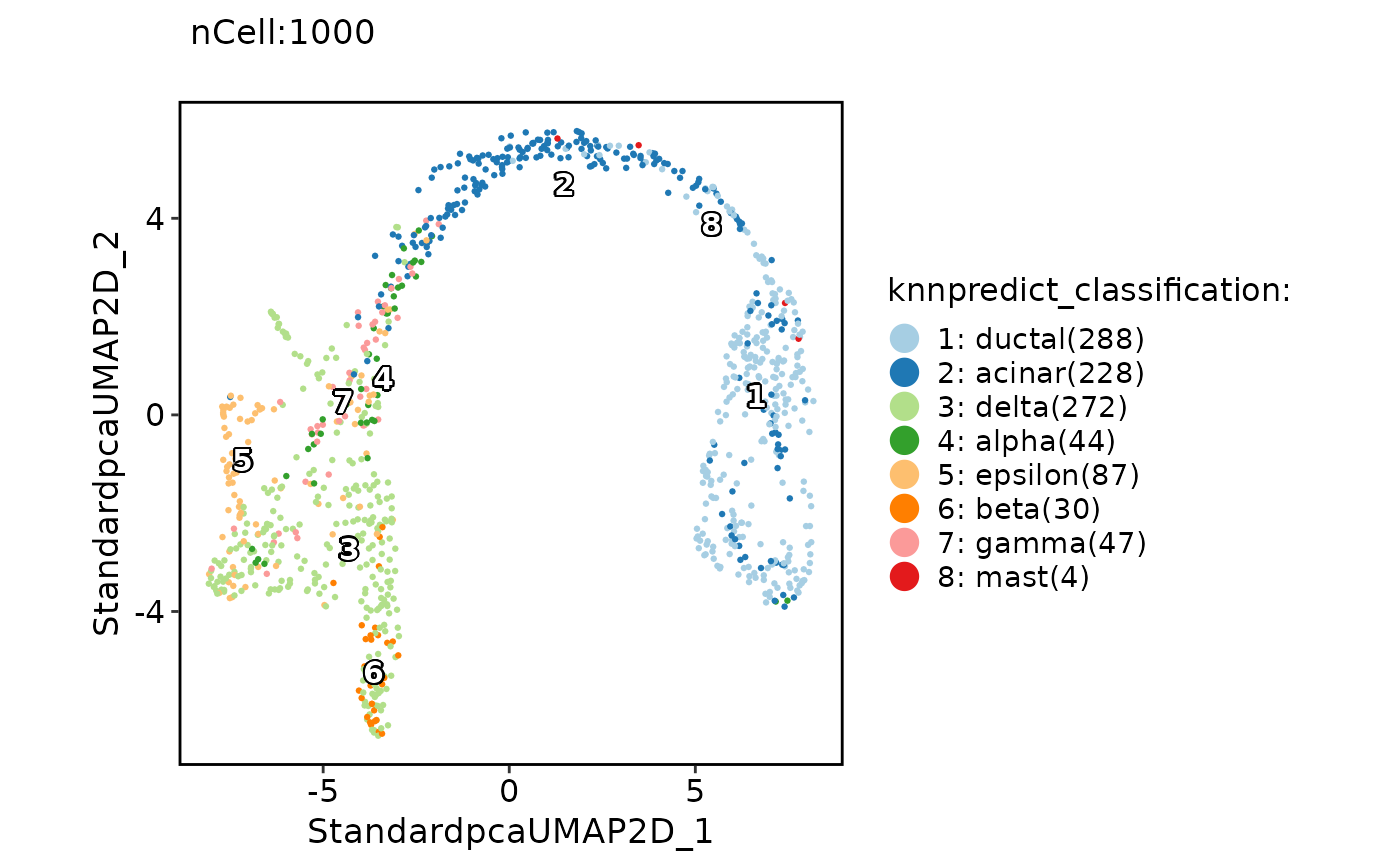 nCell:1000
StandardpcaUMAP2D_2
4
0
-4
2
8
4
7
1
5
3
6
-5
0
5
StandardpcaUMAP2D_1
knnpredict_classification:
1: ductal(288)
2: acinar(228)
3: delta(272)
4: alpha(44)
5: epsilon(87)
6: beta(30)
7: gamma(47)
8: mast(4)